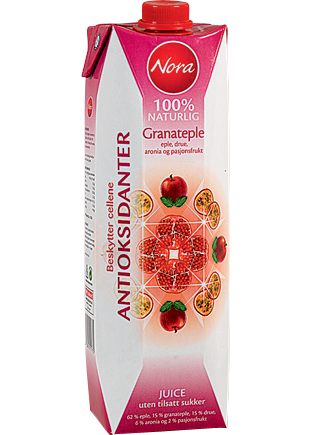 Nora
100%
NATURLIG
Granateple
eple, drue,
aronia og pasjonsfrukt
Beskytter cellene
ANTIOKSIDANTER
JUICE
uten tilsatt sukker
62 % eple, 15 % granateple, 15 % drue,
6 % aronia og 2 % pasjonsfrukt